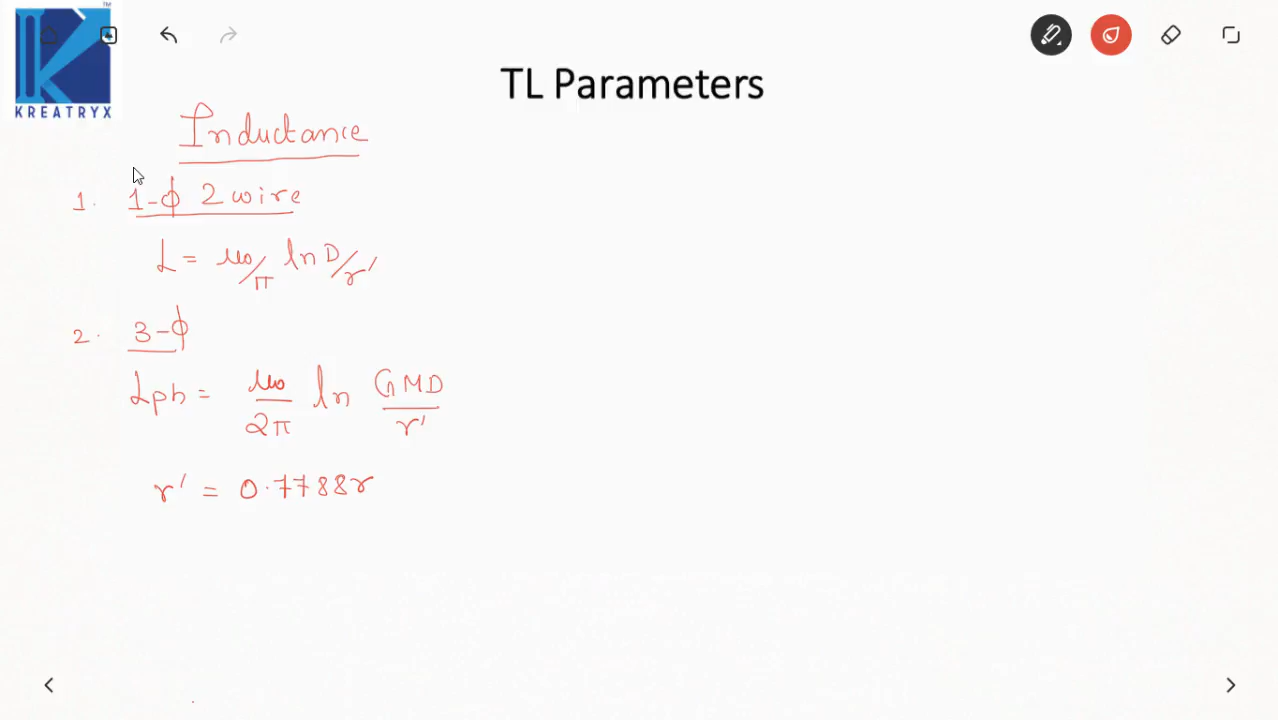 KREATRYX
TL Parameters
Inductance
1. 1-ϕ 2 wire
L = μ₀/π ln D/r'
2. 3-ϕ
Lph = μ₀/2π ln GMD/r'
r' = 0.7788r